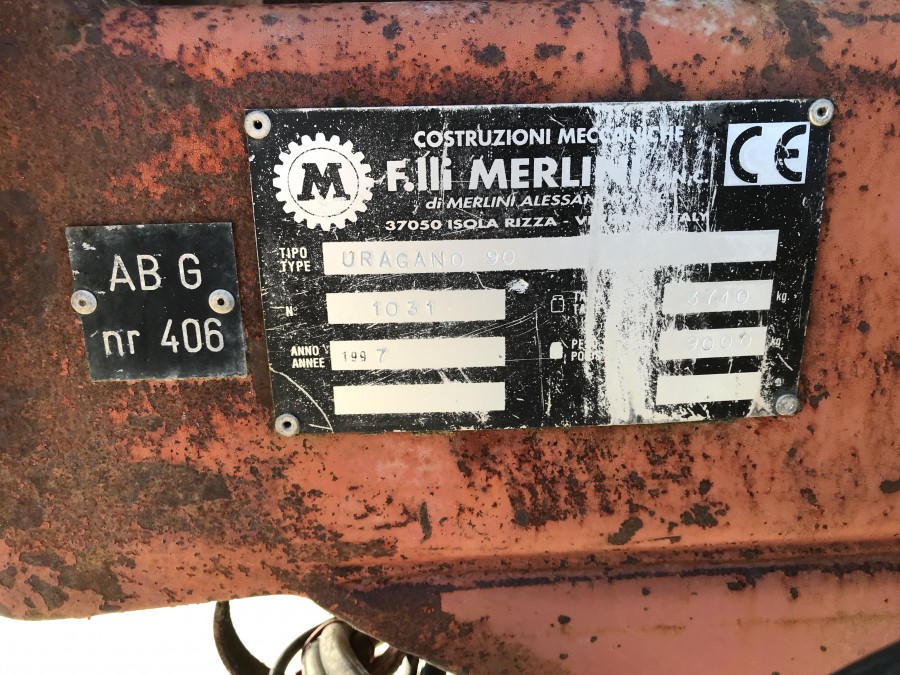 COSTRUZIONI MECCANICHE
M F.lli MERLINI
di MERLINI ALESSAN
37050 ISOLA RIZZA - ITALY
CE
TIPO
TYPE
URAGANO 90
N°
1031
3740 kg
ANNO
ANNEE
1997
9000 kg
AB G
nr 406